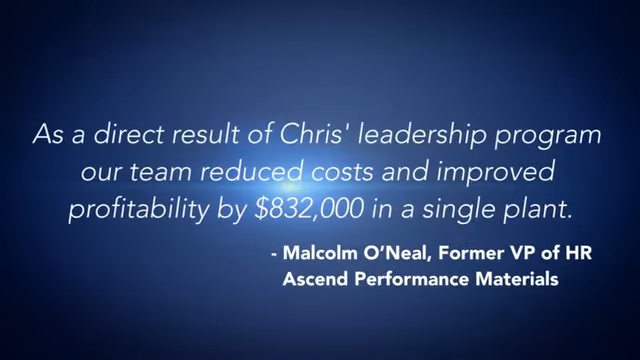 As a direct result of Chris' leadership program
our team reduced costs and improved
profitability by $832,000 in a single plant.
- Malcolm O’Neal, Former VP of HR
Ascend Performance Materials